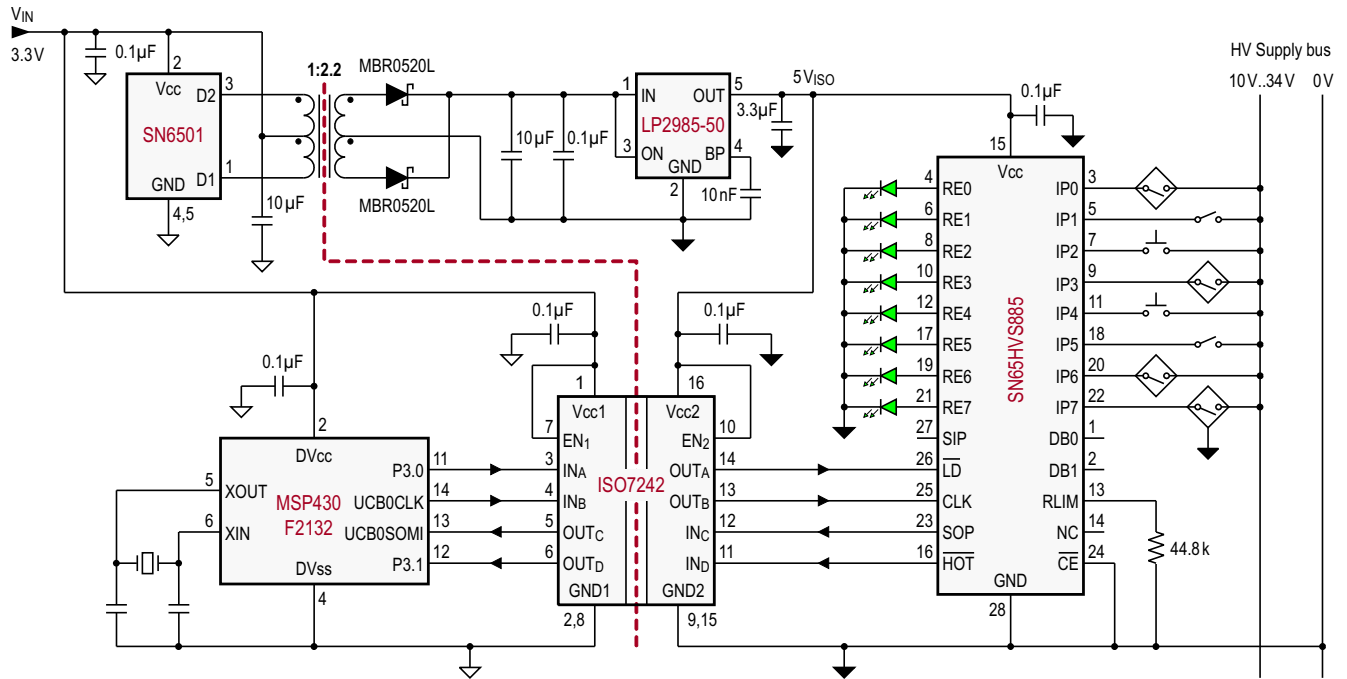 VIN
3.3V
0.1µF
2
Vcc
D2
3
SN6501
D1
1
GND
4,5
10µF
1:2.2
MBR0520L
MBR0520L
10µF
0.1µF
1
IN
OUT
5
LP2985-50
3
ON
BP
4
GND
2
10nF
5VISO
3.3µF
0.1µF
HV Supply bus
10V..34V
0V
15
Vcc
4
RE0
IP0
3
6
RE1
IP1
5
8
RE2
IP2
7
10
RE3
IP3
9
12
RE4
IP4
11
17
RE5
IP5
18
19
RE6
IP6
20
21
RE7
IP7
22
27
SIP
DB0
1
26
LD
DB1
2
25
CLK
RLIM
13
23
SOP
NC
14
16
HOT
CE
24
GND
28
SN65HVS885
44.8k
0.1µF
0.1µF
0.1µF
1
16
Vcc1
Vcc2
7
EN1
EN2
10
3
INA
OUTA
14
4
INB
OUTB
13
5
OUTC
INC
12
6
OUTD
IND
11
ISO7242
GND1
GND2
2,8
9,15
2
DVcc
5
XOUT
P3.0
11
MSP430
F2132
UCB0CLK
14
6
XIN
UCB0SOMI
13
P3.1
12
DVss
4